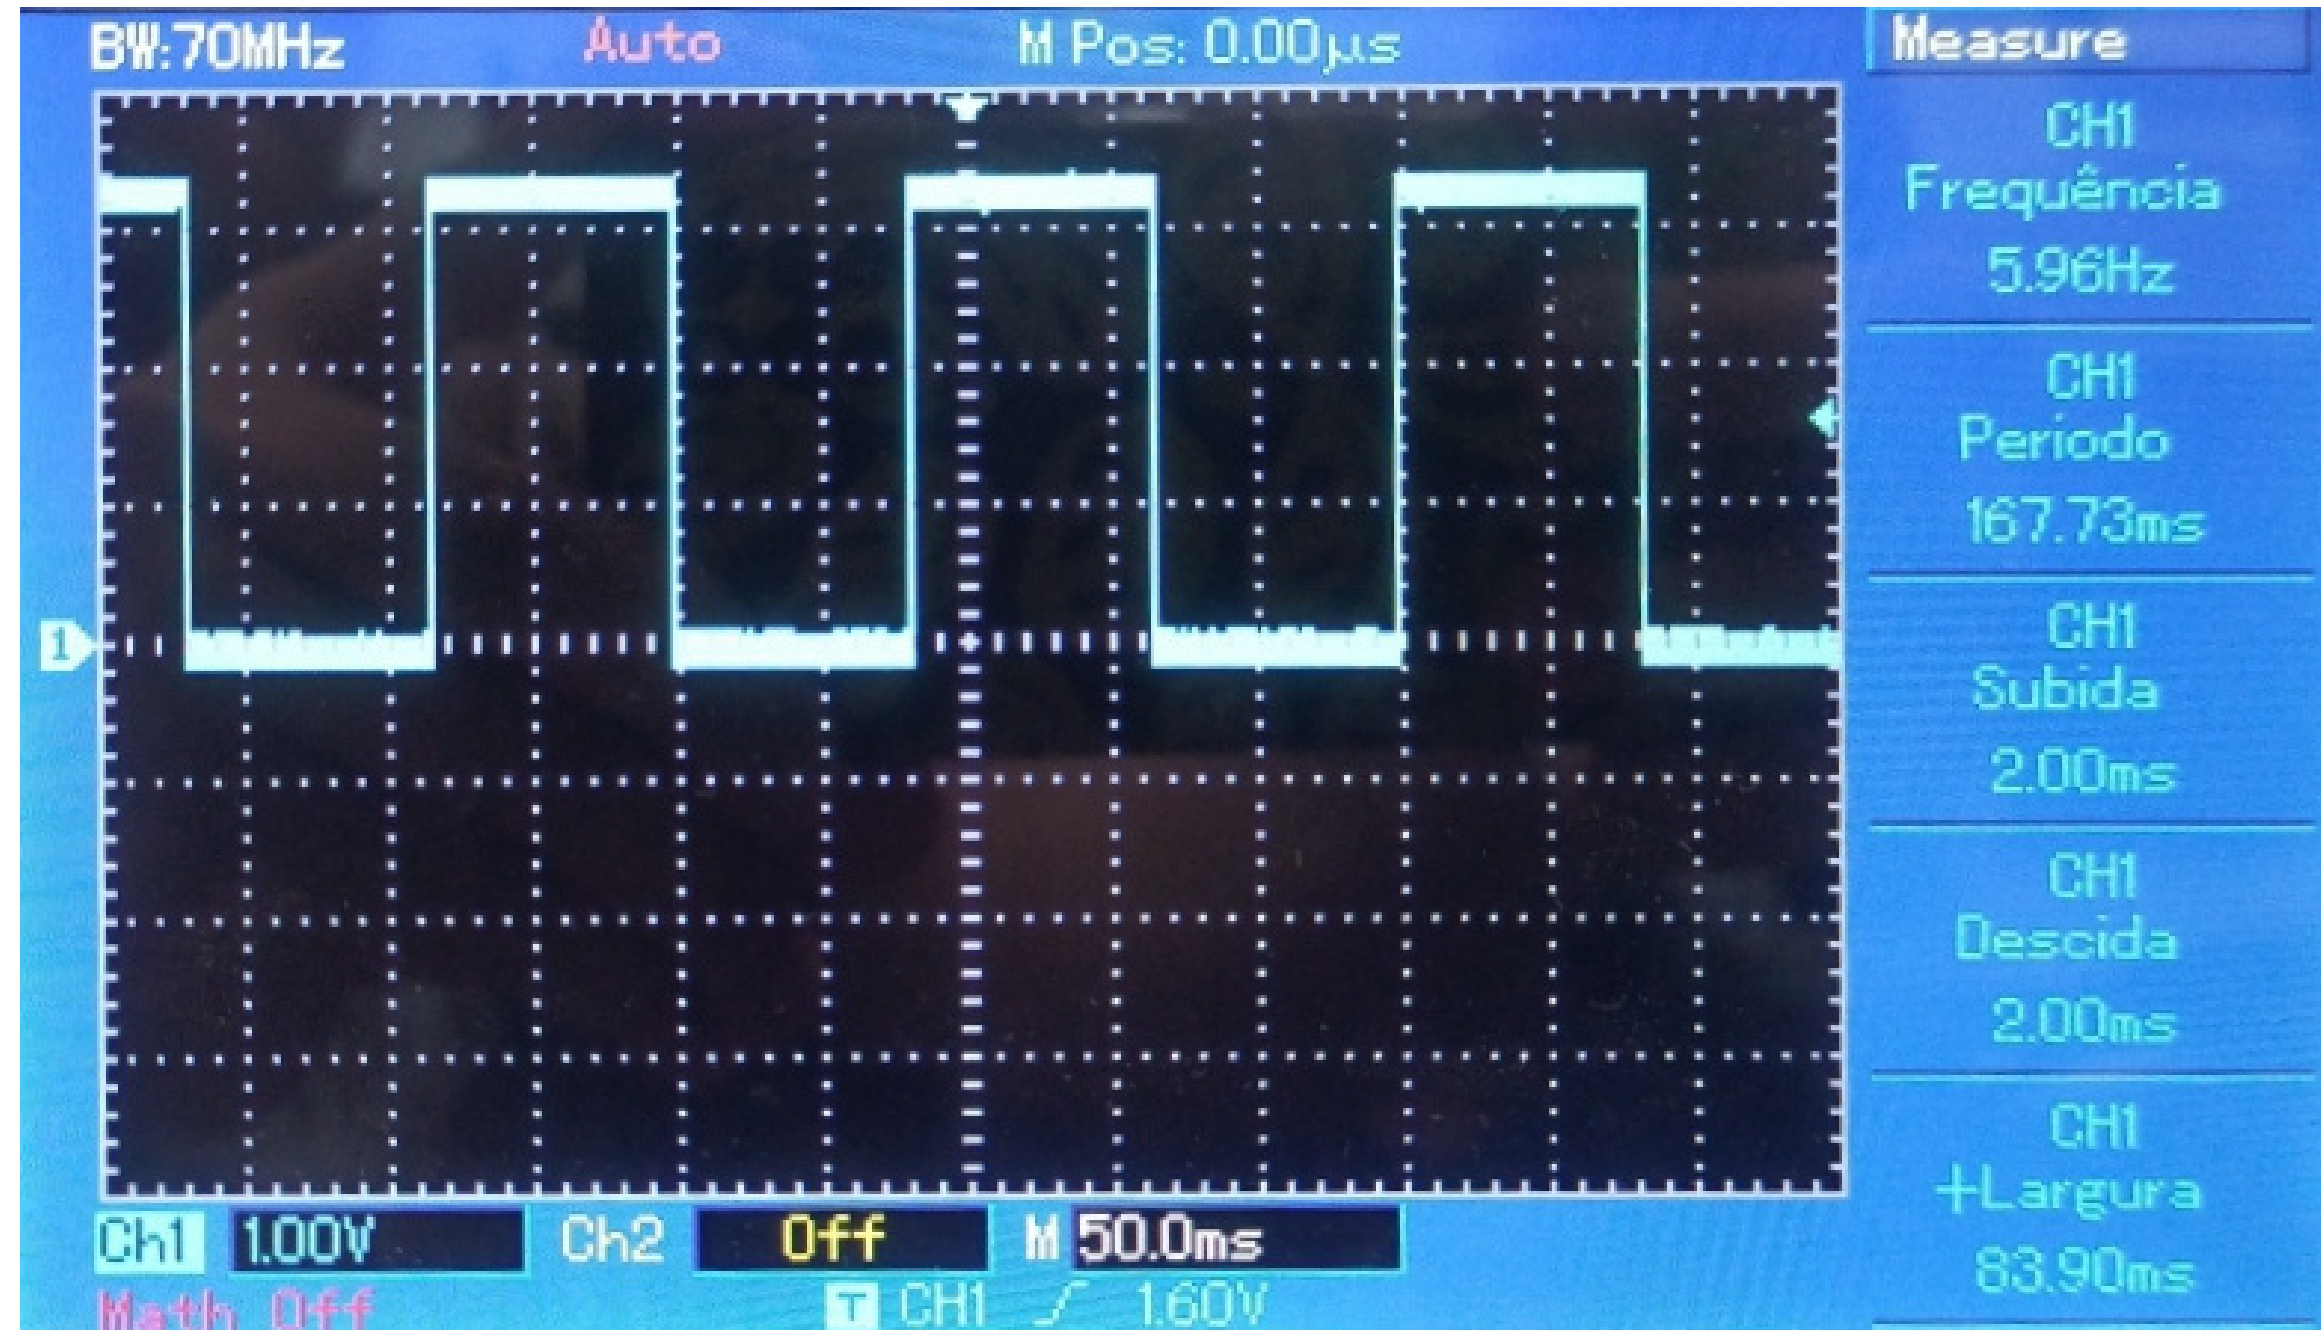 BW:70MHz Auto M Pos: 0.00µs Measure
CH1
Frequência
5.96Hz
CH1
Período
167.73ms
CH1
Subida
2.00ms
CH1
Descida
2.00ms
CH1
+Largura
83.90ms
1
Ch1 1.00V Ch2 Off M 50.0ms
Math Off T CH1 1.60V